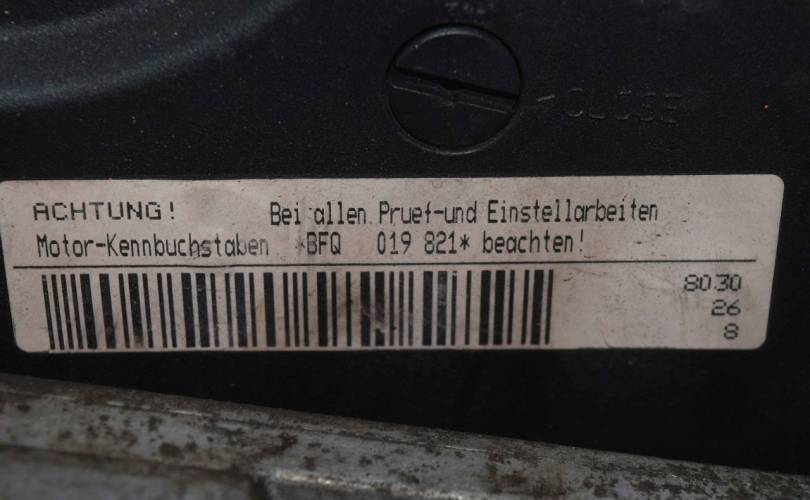 CLOSE
ACHTUNG! Bei allen Pruef-und Einstellarbeiten
Motor-Kennbuchstaben *BFQ 019 821* beachten!
8030
26
8